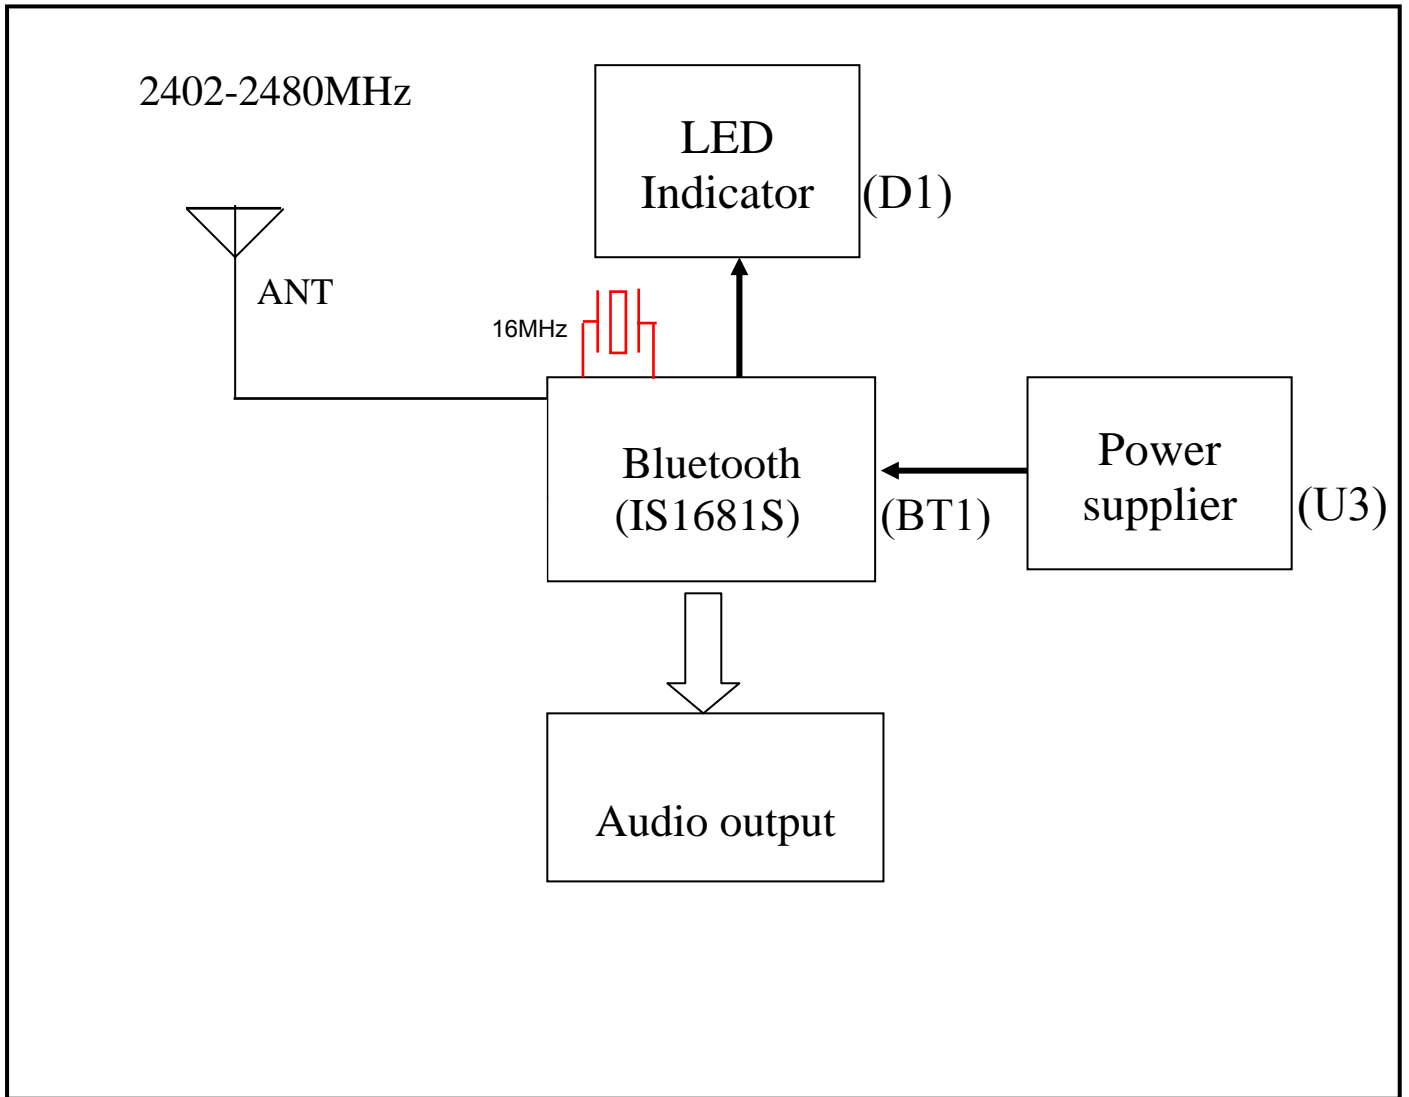 2402-2480MHz
LED
Indicator
(D1)
ANT
16MHz
Bluetooth
(IS1681S)
(BT1)
Power
supplier
(U3)
Audio output